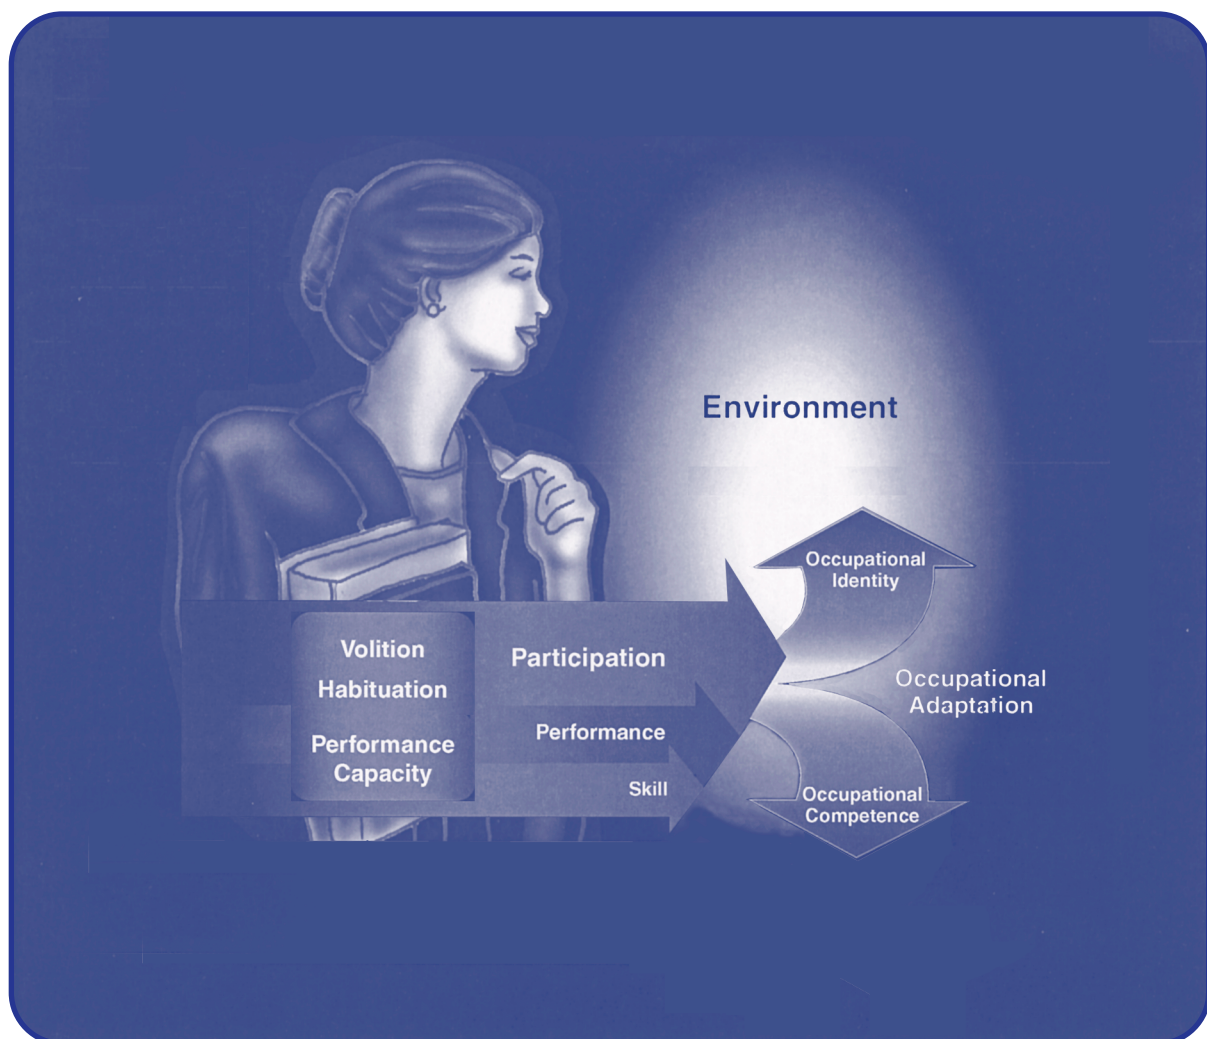 Environment
Occupational
Identity
Volition
Habituation
Performance
Capacity
Participation
Performance
Skill
Occupational
Adaptation
Occupational
Competence